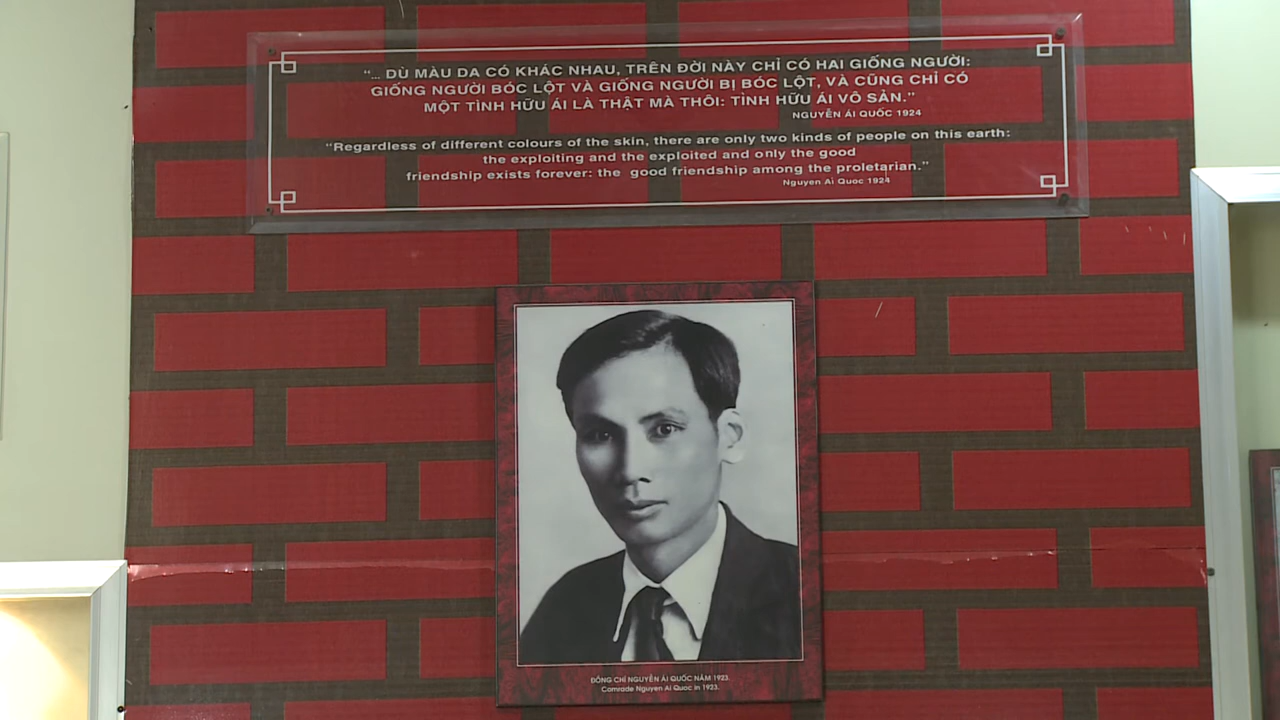 “... DÙ MÀU DA CÓ KHÁC NHAU, TRÊN ĐỜI NÀY CHỈ CÓ HAI GIỐNG NGƯỜI:
GIỐNG NGƯỜI BÓC LỘT VÀ GIỐNG NGƯỜI BỊ BÓC LỘT, VÀ CŨNG CHỈ CÓ
MỘT TÌNH HỮU ÁI LÀ THẬT MÀ THÔI: TÌNH HỮU ÁI VÔ SẢN.”
NGUYỄN ÁI QUỐC 1924
“Regardless of different colours of the skin, there are only two kinds of people on this earth:
the exploiting and the exploited and only the good
friendship exists forever: the good friendship among the proletarian.”
Nguyen Ai Quoc 1924
ĐỒNG CHÍ NGUYỄN ÁI QUỐC NĂM 1923
Comrade Nguyen Ai Quoc in 1923.